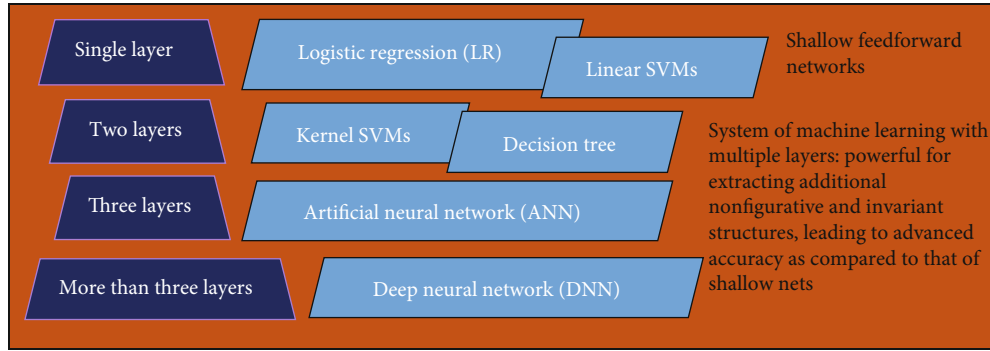 Single layer
Logistic regression (LR)
Linear SVMs
Shallow feedforward
networks
Two layers
Kernel SVMs
Decision tree
Three layers
Artificial neural network (ANN)
More than three layers
Deep neural network (DNN)
System of machine learning with
multiple layers: powerful for
extracting additional
nonfigurative and invariant
structures, leading to advanced
accuracy as compared to that of
shallow nets